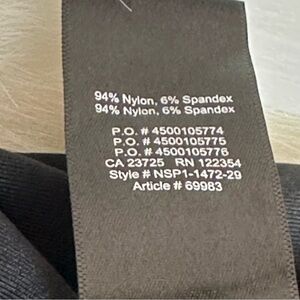 94% Nylon, 6% Spandex
94% Nylon, 6% Spandex
P.O. # 4500105774
P.O. # 4500105775
P.O. # 4500105776
CA 23725 RN 122354
Style # NSP1-1472-29
Article # 69983